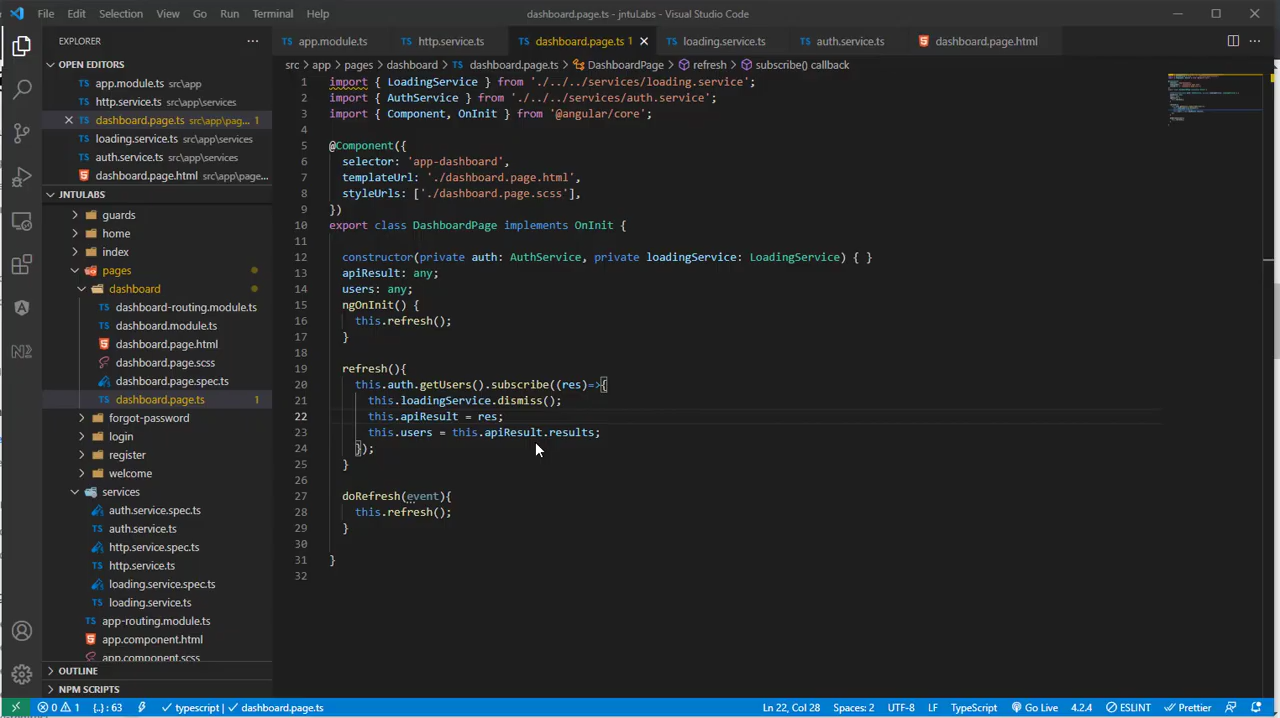 File Edit Selection View Go Run Terminal Help
dashboard.page.ts - jntuLabs - Visual Studio Code
EXPLORER
OPEN EDITORS
app.module.ts src\app
http.service.ts src\app\services
dashboard.page.ts src\app\pag... 1
loading.service.ts src\app\services
auth.service.ts src\app\services
dashboard.page.html src\app\page...
JNTULABS
guards
home
index
pages
dashboard
dashboard-routing.module.ts
dashboard.module.ts
dashboard.page.html
dashboard.page.scss
dashboard.page.spec.ts
dashboard.page.ts 1
forgot-password
login
register
welcome
services
auth.service.spec.ts
auth.service.ts
http.service.spec.ts
http.service.ts
loading.service.spec.ts
loading.service.ts
app-routing.module.ts
app.component.html
app.component.scss
OUTLINE
NPM SCRIPTS
app.module.ts http.service.ts dashboard.page.ts 1 loading.service.ts auth.service.ts dashboard.page.html
src > app > pages > dashboard > dashboard.page.ts > DashboardPage > refresh > subscribe() callback
1 import { LoadingService } from './../../services/loading.service';
2 import { AuthService } from './../../services/auth.service';
3 import { Component, OnInit } from '@angular/core';
4
5 @Component({
6 selector: 'app-dashboard',
7 templateUrl: './dashboard.page.html',
8 styleUrls: ['./dashboard.page.scss'],
9 })
10 export class DashboardPage implements OnInit {
11
12 constructor(private auth: AuthService, private loadingService: LoadingService) { }
13 apiResult: any;
14 users: any;
15 ngOnInit() {
16 this.refresh();
17 }
18
19 refresh(){
20 this.auth.getUsers().subscribe((res)=>{
21 this.loadingService.dismiss();
22 this.apiResult = res;
23 this.users = this.apiResult.results;
24 });
25 }
26
27 doRefresh(event){
28 this.refresh();
29 }
30
31 }
32
0 1 {..} : 63 typescript | dashboard.page.ts Ln 22, Col 28 Spaces: 2 UTF-8 LF TypeScript Go Live 4.2.4 ESLINT Prettier